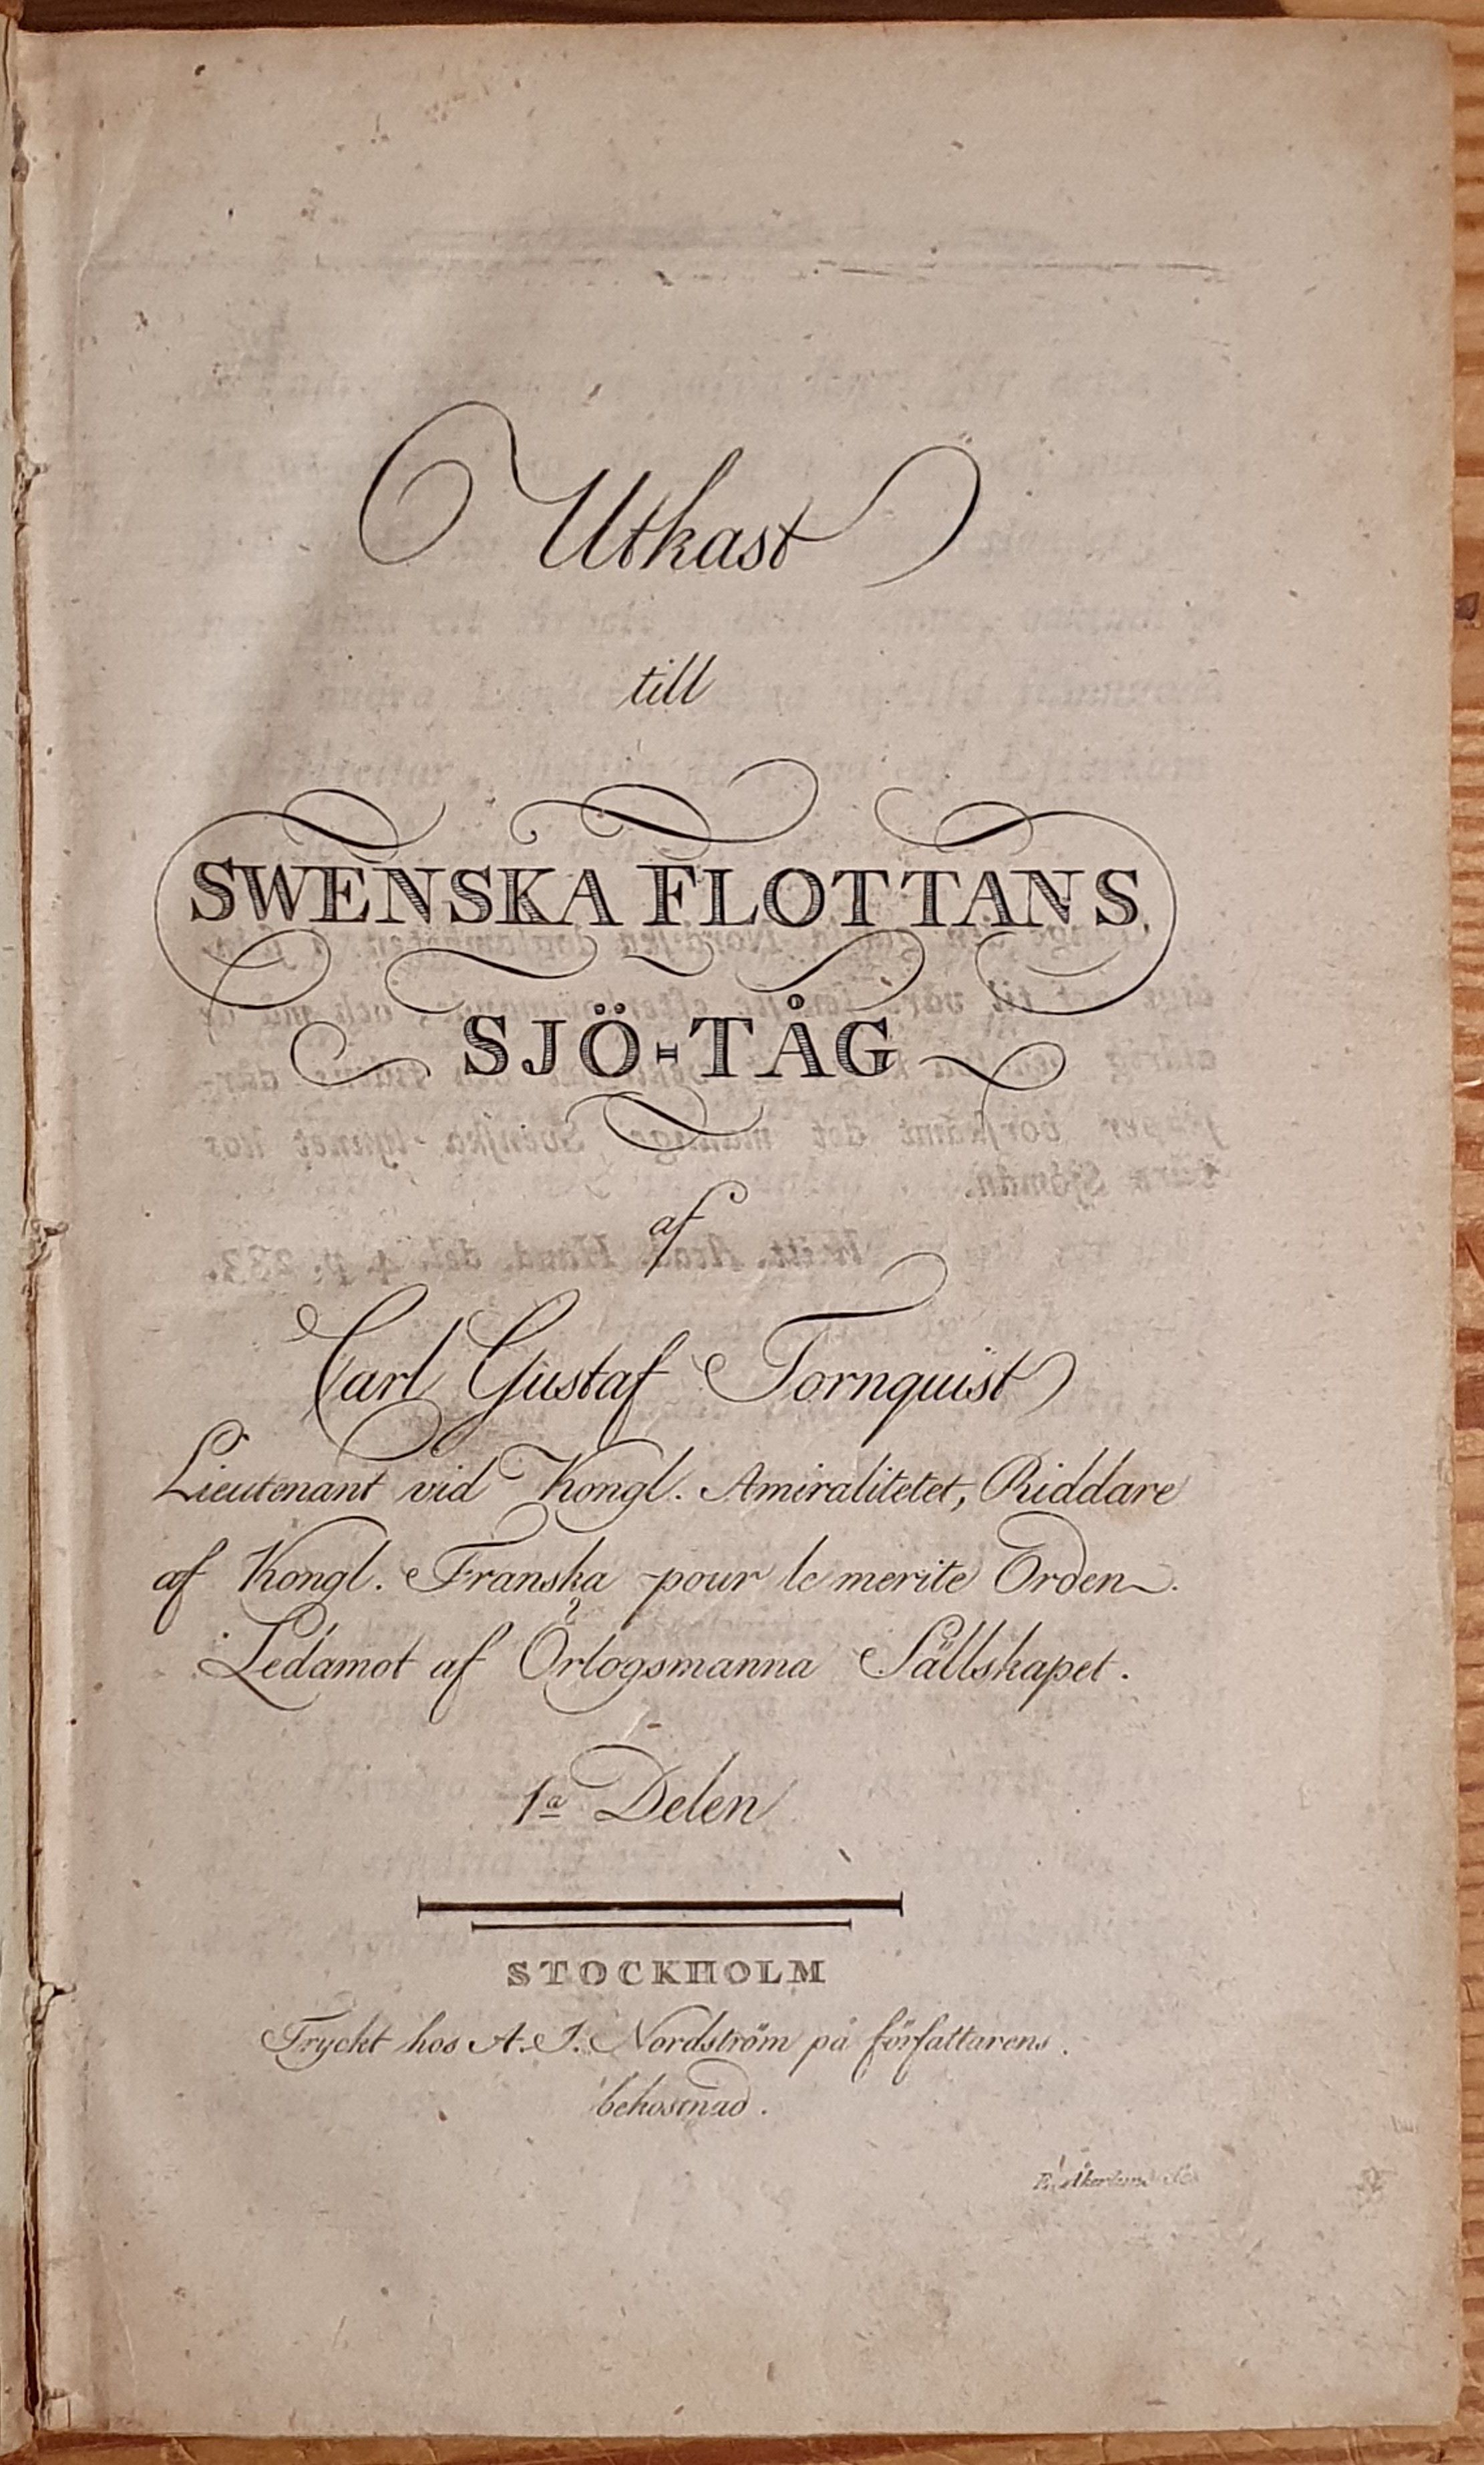 Utkast
till
SWENSKA FLOTTANS,
SJÖ-TÅG
af
Carl Gustaf Tornquist
Lieutenant vid Kongl. Amiralitetet, Riddare
af Kongl. Franska pour le merite Orden.
Ledamot af Örlogsmanna Sällskapet.
1a Delen
STOCKHOLM
Tryckt hos A. J. Nordström på författarens
behostnad.